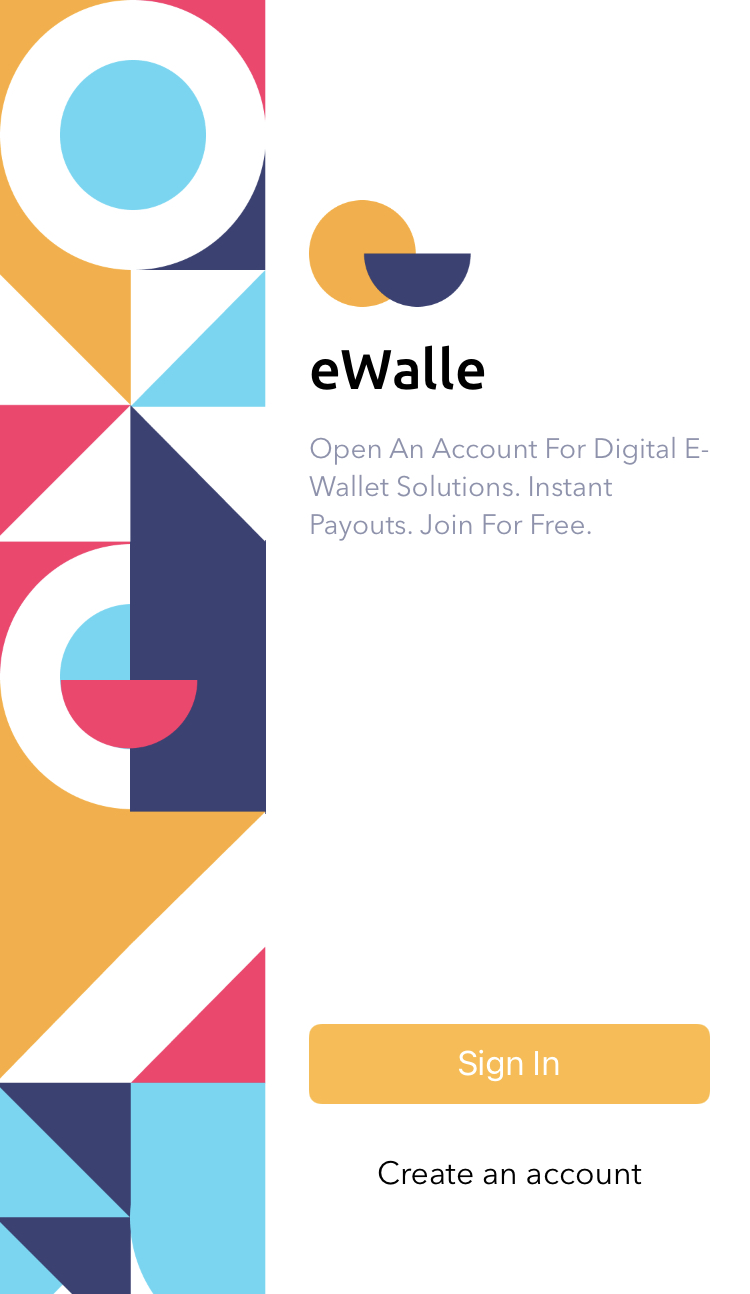 eWalle
Open An Account For Digital E-
Wallet Solutions. Instant
Payouts. Join For Free.
Sign In
Create an account